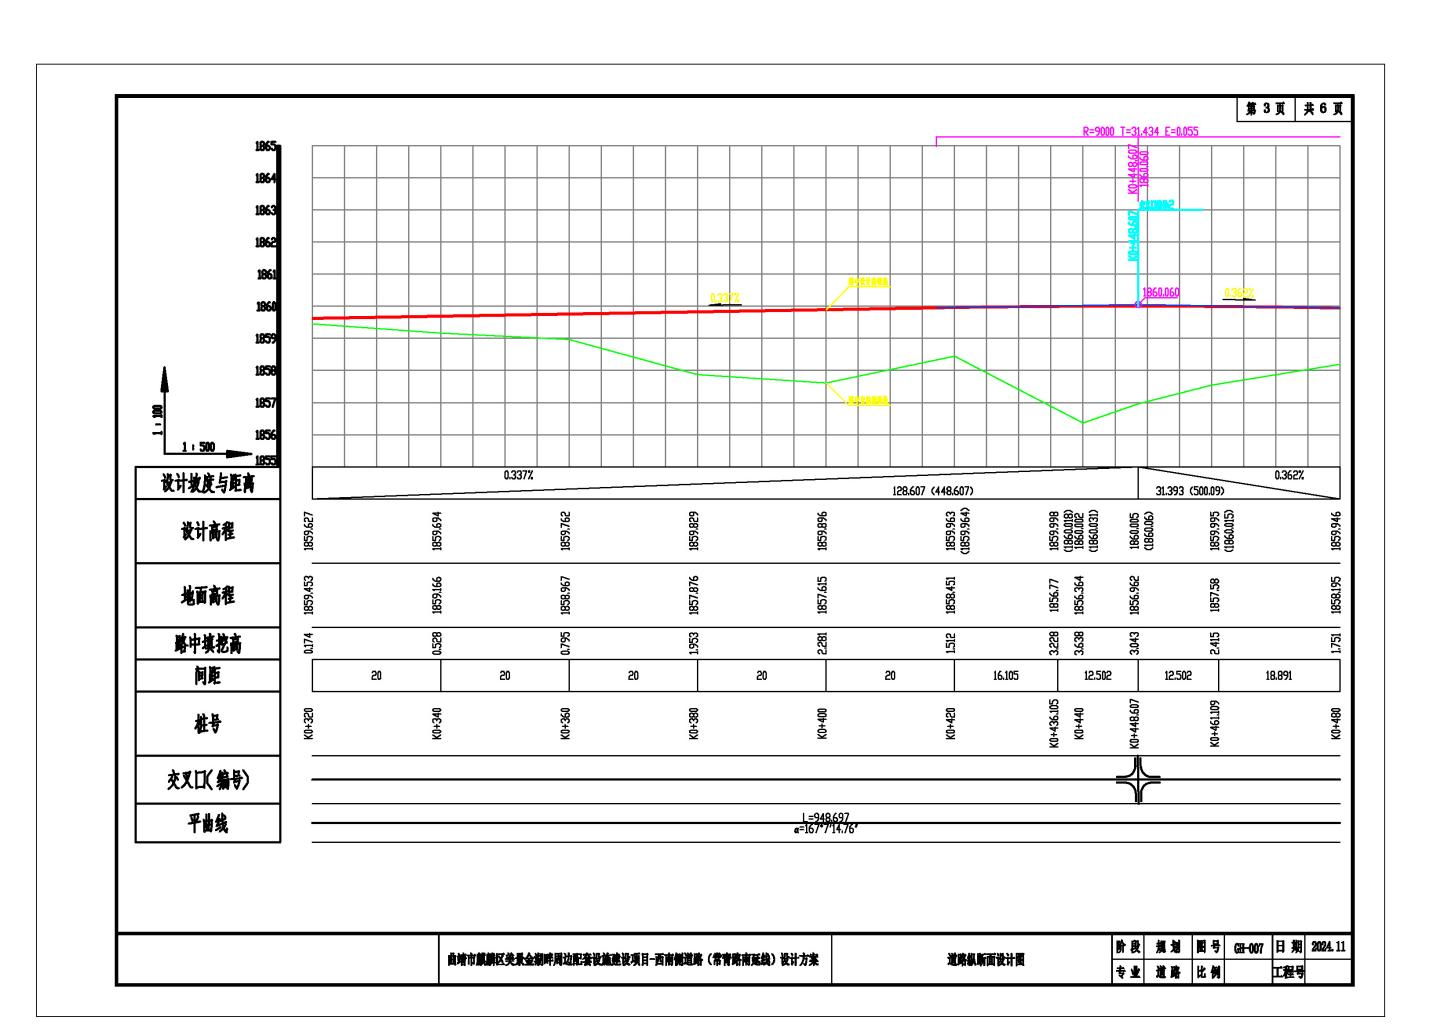 第 3 页 共 6 页
R=9000 T=31.434 E=0.055
K0+448.607
1860.060
K0+448.607
1865
1864
1863
1862
1861
1860
1859
1858
1857
1856
1855
0.337%
1860.060
0.362%
1:100
1:500
设计坡度与距离
0.337%
128.607 (448.607)
31.393 (500.09)
0.362%
设计高程
1859.627 1859.694 1859.762 1859.829 1859.896 1859.963 (1859.964) 1859.998 (1860.018) 1860.002 (1860.031) 1860.005 (1860.06) 1859.995 (1860.015) 1859.946
地面高程
1859.453 1859.166 1858.967 1857.876 1857.615 1858.451 1856.77 1856.364 1856.962 1857.58 1858.195
路中填挖高
0.174 0.528 0.795 1.953 2.281 1.512 3.228 3.638 3.043 2.415 1.751
间距
20 20 20 20 20 16.105 12.502 12.502 18.891
桩号
K0+320 K0+340 K0+360 K0+380 K0+400 K0+420 K0+436.105 K0+440 K0+448.607 K0+461.109 K0+480
交叉口(编号)
平曲线
L=948.697
α=167°7'14.76"
曲靖市麒麟区美景金湖畔周边配套设施建设项目-西南侧道路(常青路南延线)设计方案
道路纵断面设计图
阶 段 规 划 图 号 GH-007 日 期 2024.11
专 业 道 路 比 例 工程号